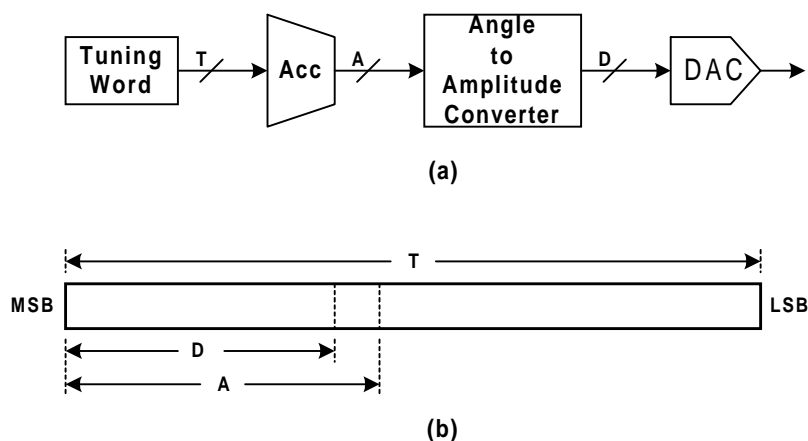 Tuning
Word
T
Acc
A
Angle
to
Amplitude
Converter
D
DAC
(a)
T
MSB
LSB
D
A
(b)